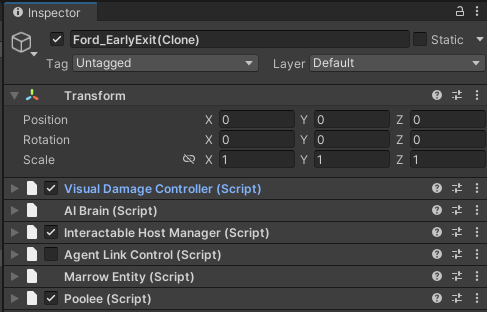 Inspector
Ford_EarlyExit(Clone) Static
Tag Untagged Layer Default
Transform
Position X 0 Y 0 Z 0
Rotation X 0 Y 0 Z 0
Scale X 1 Y 1 Z 1
Visual Damage Controller (Script)
AI Brain (Script)
Interactable Host Manager (Script)
Agent Link Control (Script)
Marrow Entity (Script)
Poolee (Script)